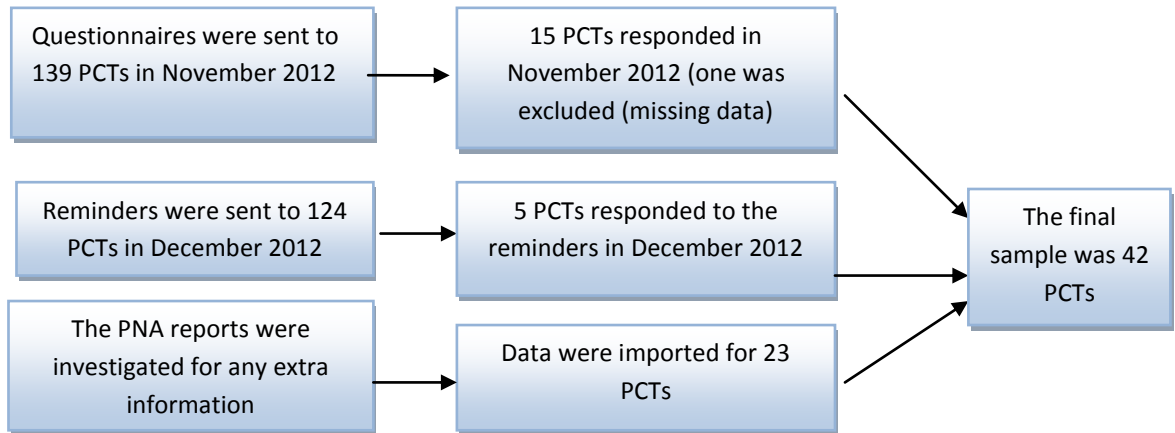 Questionnaires were sent to
139 PCTs in November 2012
15 PCTs responded in
November 2012 (one was
excluded (missing data)
Reminders were sent to 124
PCTs in December 2012
5 PCTs responded to the
reminders in December 2012
The final
sample was 42
PCTs
The PNA reports were
investigated for any extra
information
Data were imported for 23
PCTs